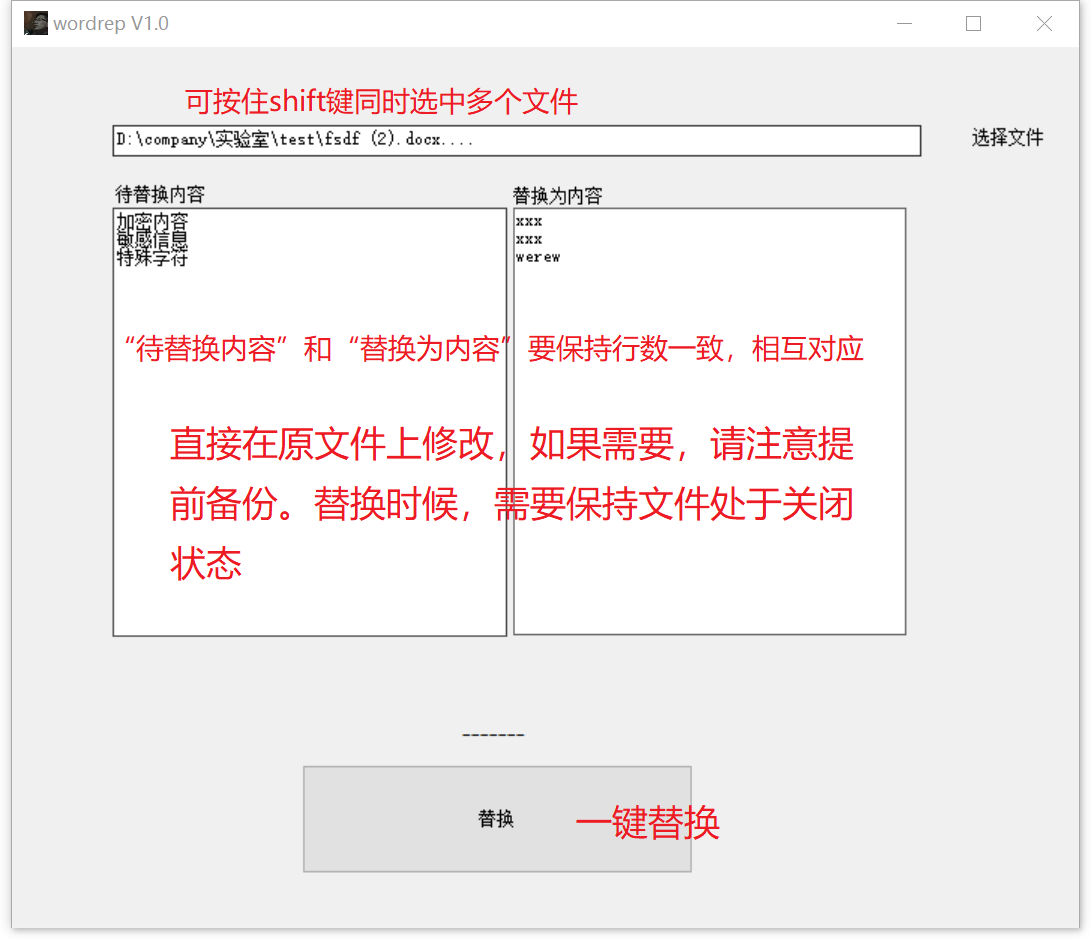 wordrep V1.0
可按住shift键同时选中多个文件
D:\company\实验室\test\fsdf (2).docx....
选择文件
待替换内容
替换为内容
加密内容
敏感信息
特殊字符
xxx
xxx
werew
“待替换内容”和“替换为内容”要保持行数一致，相互对应
直接在原文件上修改，如果需要，请注意提
前备份。替换时候，需要保持文件处于关闭
状态
-------
替换
一键替换